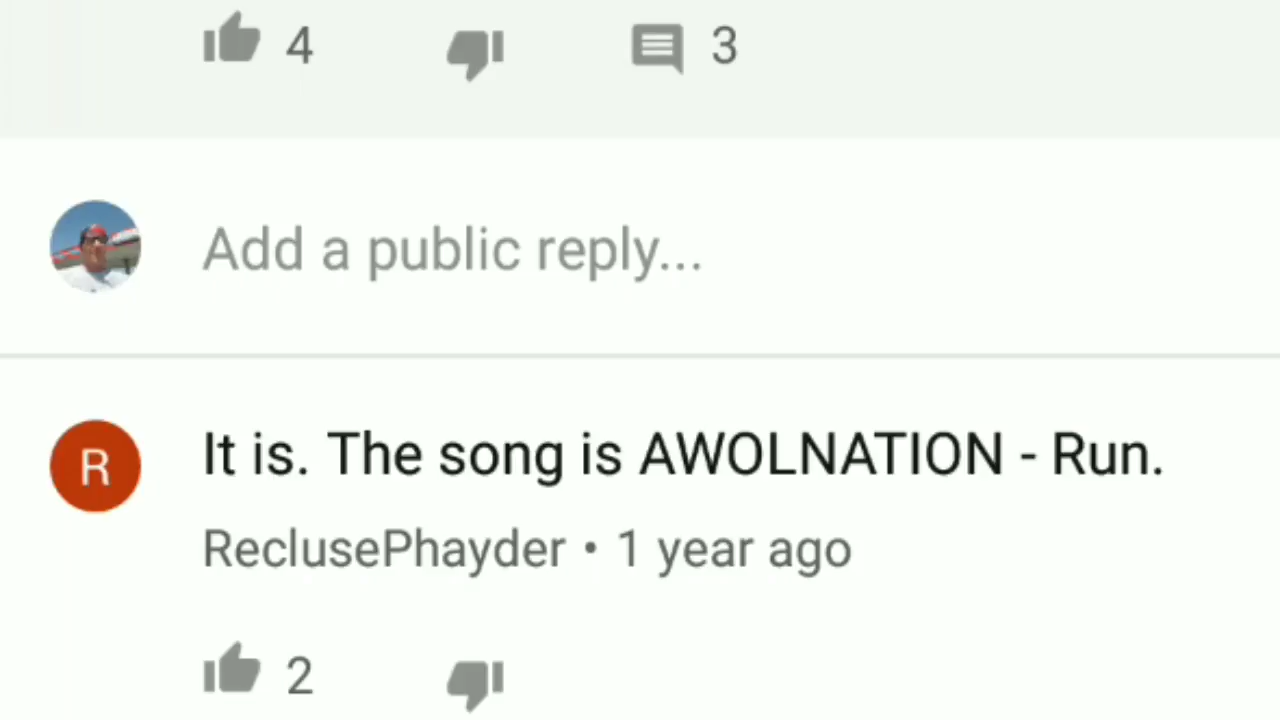 4 3
Add a public reply...
R It is. The song is AWOLNATION - Run.
ReclusePhayder • 1 year ago
2